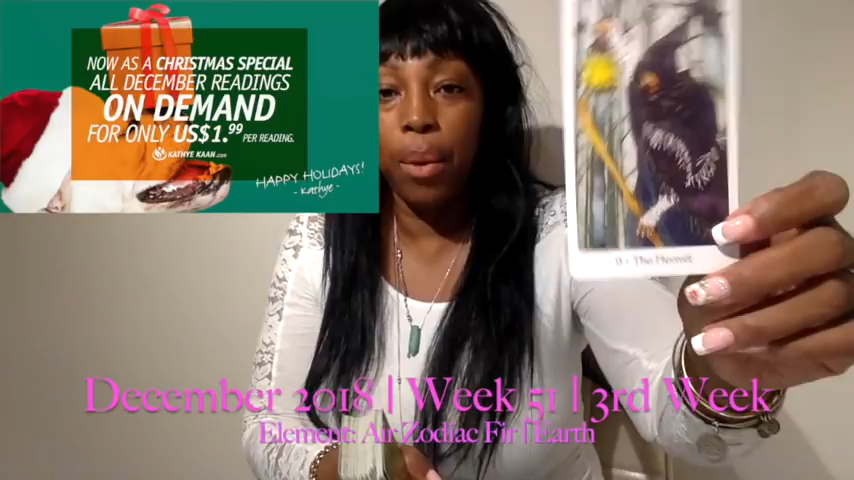 NOW AS A CHRISTMAS SPECIAL
ALL DECEMBER READINGS
ON DEMAND
FOR ONLY US$1.99 PER READING.
KATHYE KAAN.com
HAPPY HOLIDAYS!
- Kathye -
The Hermit
December 2018 | Week 51 | 3rd Week
Element: Air Zodiac Fir | Earth